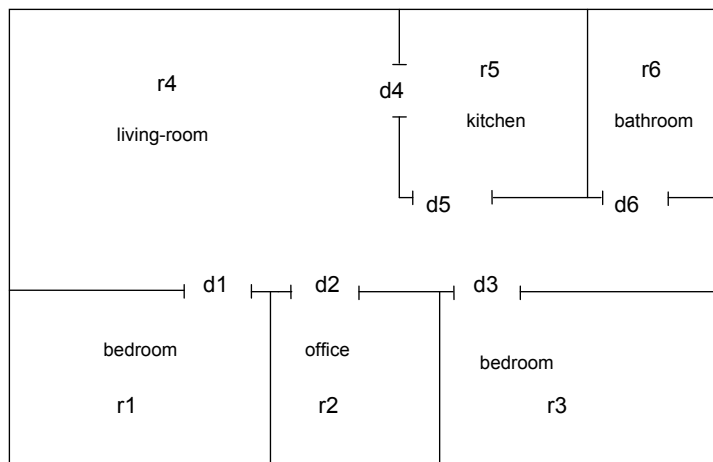 r4
living-room
d4
r5
kitchen
r6
bathroom
d5
d6
d1
d2
d3
bedroom
r1
office
r2
bedroom
r3